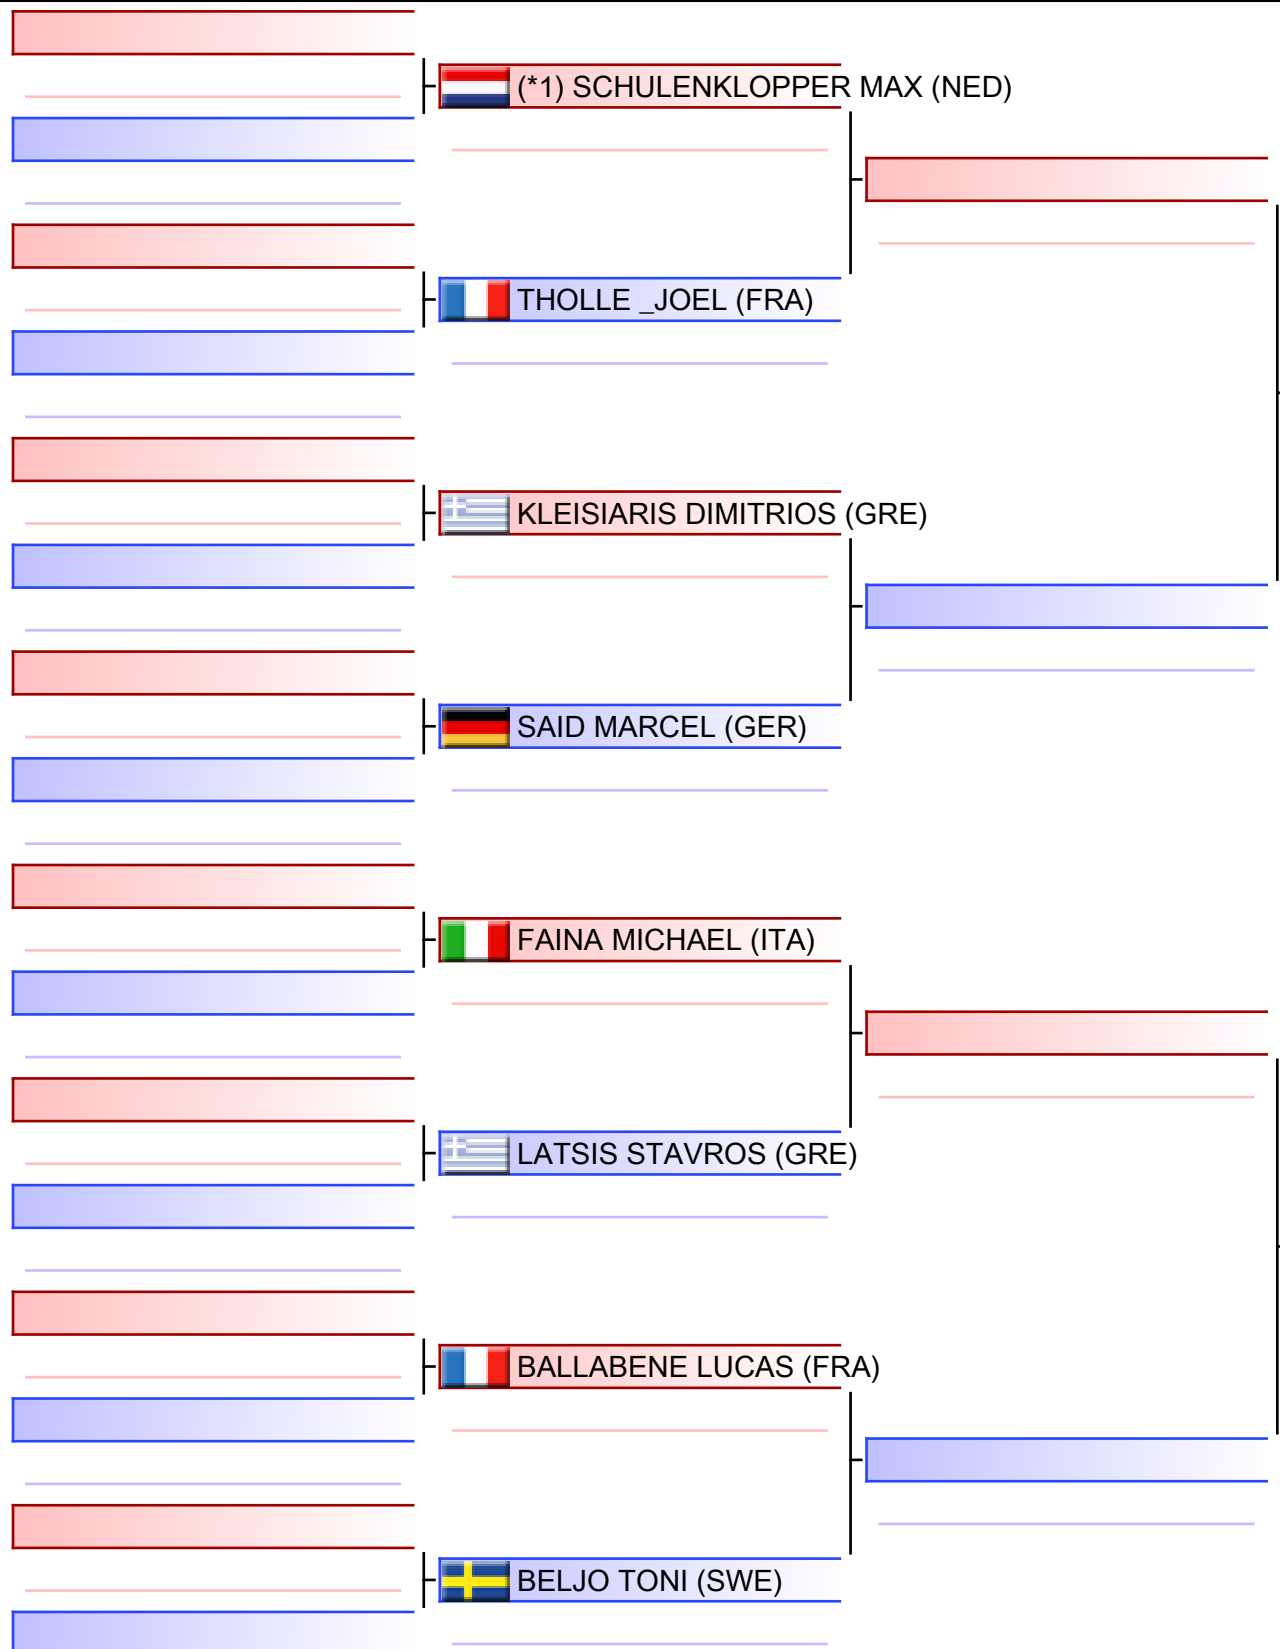 (*1) SCHULENKLOPPER MAX (NED)
THOLLE _JOEL (FRA)
KLEISIARIS DIMITRIOS (GRE)
SAID MARCEL (GER)
FAINA MICHAEL (ITA)
LATSIS STAVROS (GRE)
BALLABENE LUCAS (FRA)
BELJO TONI (SWE)